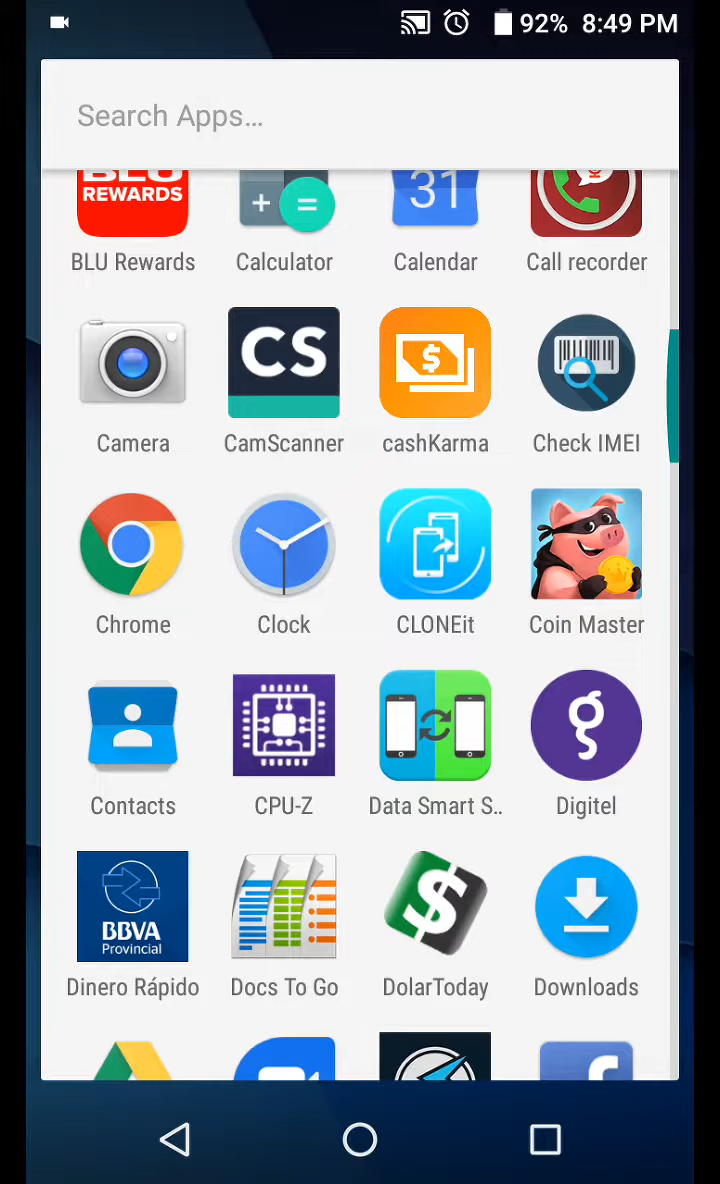 92% 8:49 PM
Search Apps...
BLU
REWARDS
31
BLU Rewards Calculator Calendar Call recorder
CS
$
Camera CamScanner cashKarma Check IMEI
Chrome Clock CLONEit Coin Master
Contacts CPU-Z Data Smart S.. Digitel
BBVA
Provincial
$
Dinero Rápido Docs To Go DolarToday Downloads